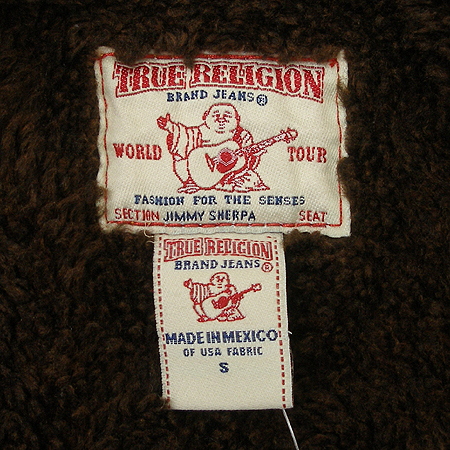 TRUE RELIGION
BRAND JEANS®
WORLD TOUR
FASHION FOR THE SENSES
SECTION JIMMY SHERPA SEAT
TRUE RELIGION
BRAND JEANS®
MADE IN MEXICO
OF USA FABRIC
S